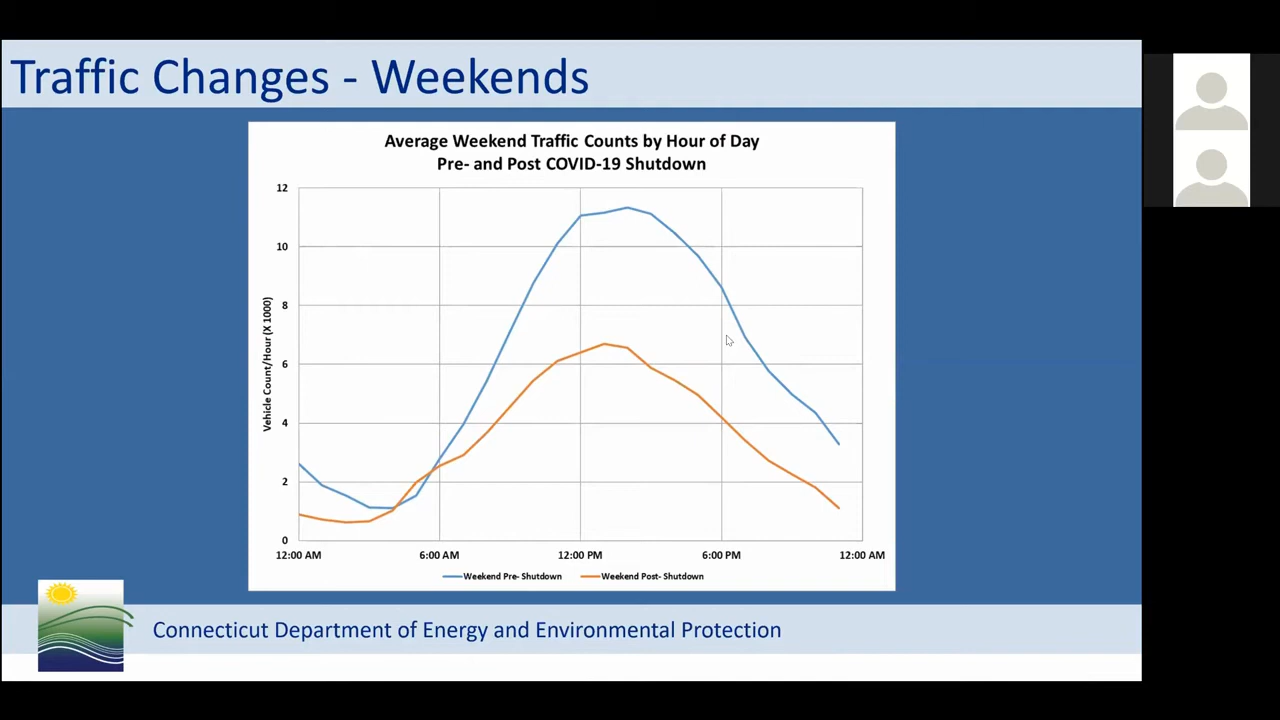 Traffic Changes - Weekends
Average Weekend Traffic Counts by Hour of Day
Pre- and Post COVID-19 Shutdown
Vehicle Count/Hour (X 1000)
12
10
8
6
4
2
0
12:00 AM 6:00 AM 12:00 PM 6:00 PM 12:00 AM
Weekend Pre- Shutdown Weekend Post- Shutdown
Connecticut Department of Energy and Environmental Protection